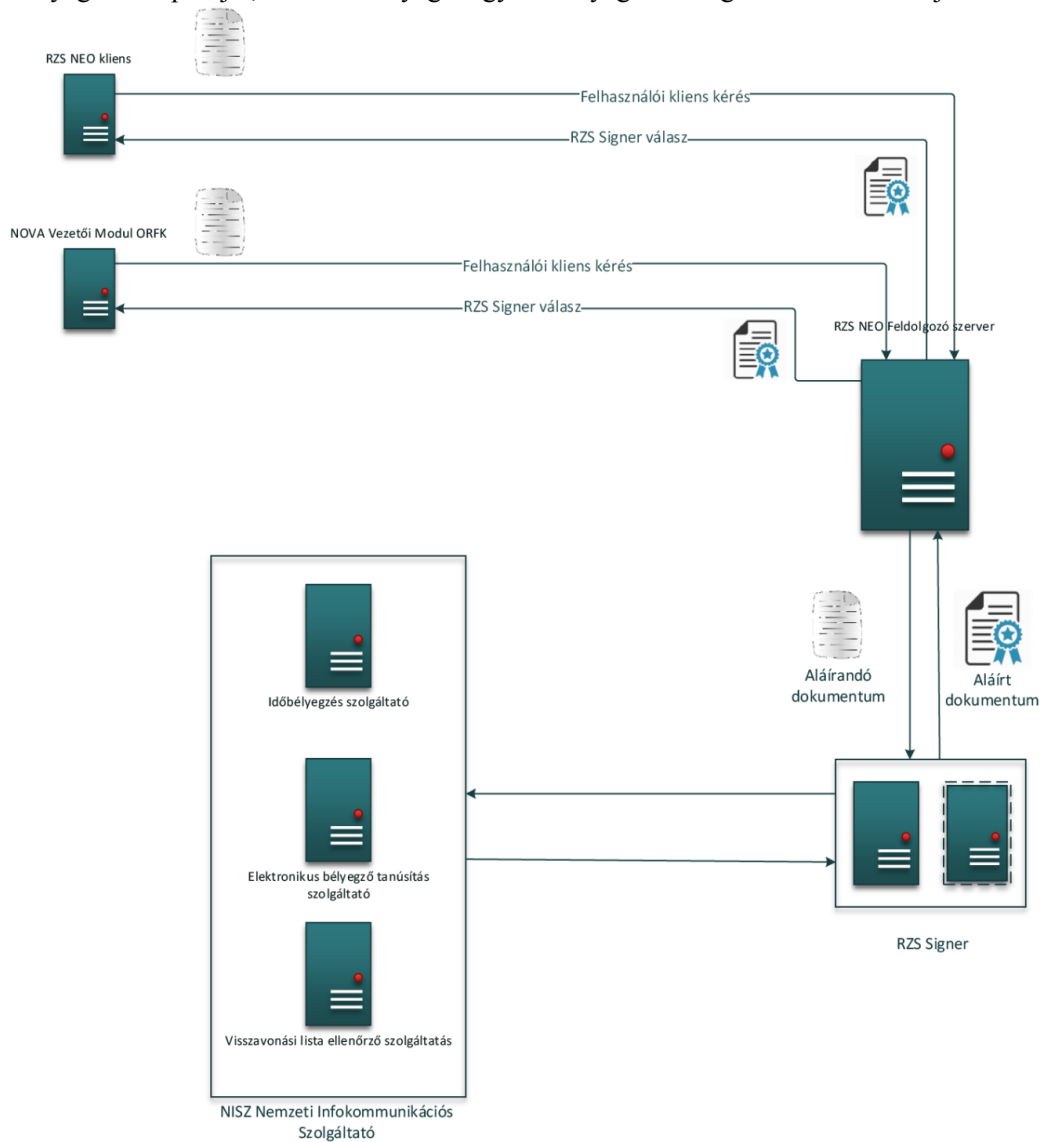 RZS NEO kliens
Felhasználói kliens kérés
RZS Signer válasz
NOVA Vezetői Modul ORFK
Felhasználói kliens kérés
RZS Signer válasz
RZS NEO Feldolgozó szerver
Aláírandó
dokumentum
Aláírt
dokumentum
Időbélyegzés szolgáltató
Elektronikus bélyegző tanúsítás
szolgáltató
Visszavonási lista ellenőrző szolgáltatás
RZS Signer
NISZ Nemzeti Infokommunikációs
Szolgáltató